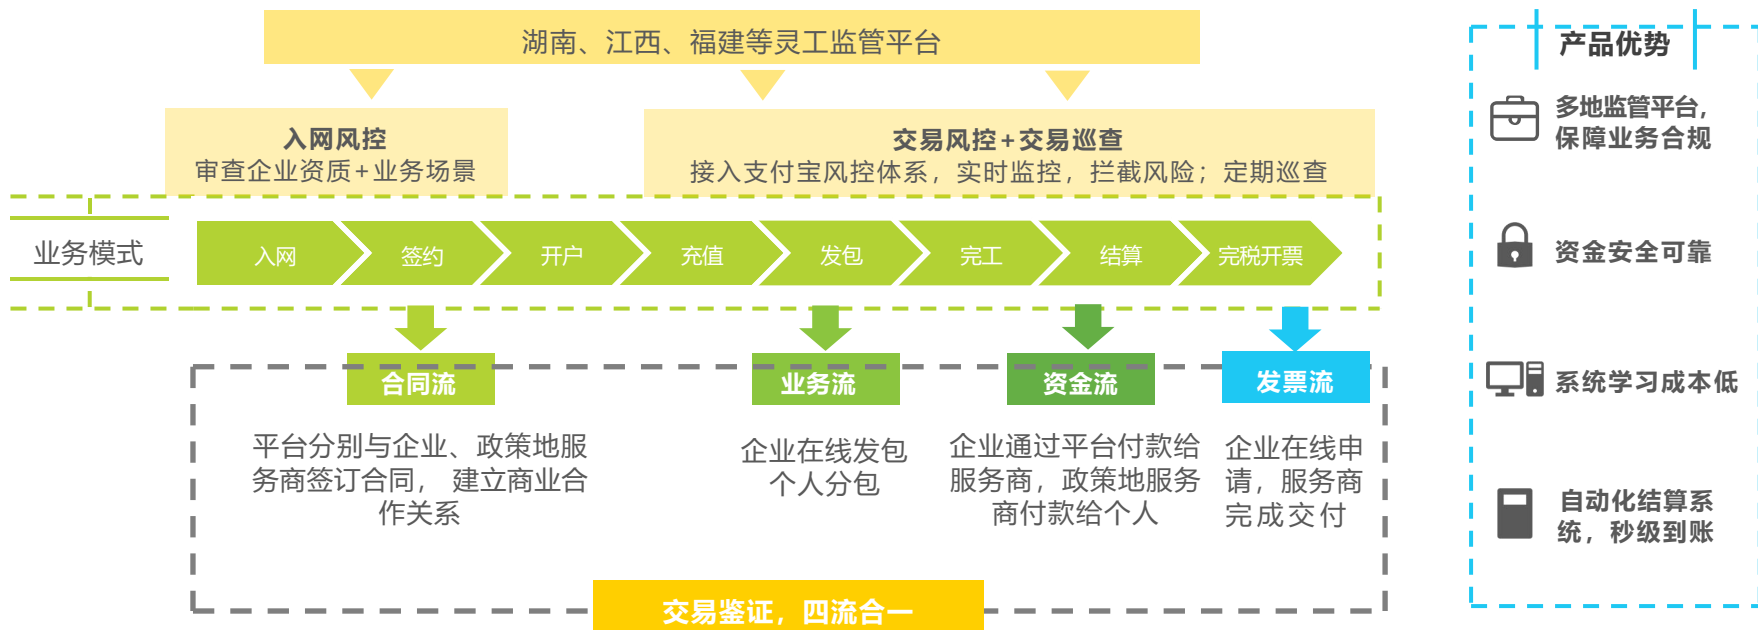 湖南、江西、福建等灵工监管平台
入网风控
审查企业资质+业务场景
交易风控+交易巡查
接入支付宝风控体系，实时监控，拦截风险；定期巡查
业务模式
入网
签约
开户
充值
发包
完工
结算
完税开票
合同流
平台分别与企业、政策地服
务商签订合同， 建立商业合
作关系
业务流
企业在线发包
个人分包
资金流
企业通过平台付款给
服务商，政策地服务
商付款给个人
发票流
企业在线申
请，服务商
完成交付
交易鉴证，四流合一
产品优势
多地监管平台，
保障业务合规
资金安全可靠
系统学习成本低
自动化结算系
统，秒级到账